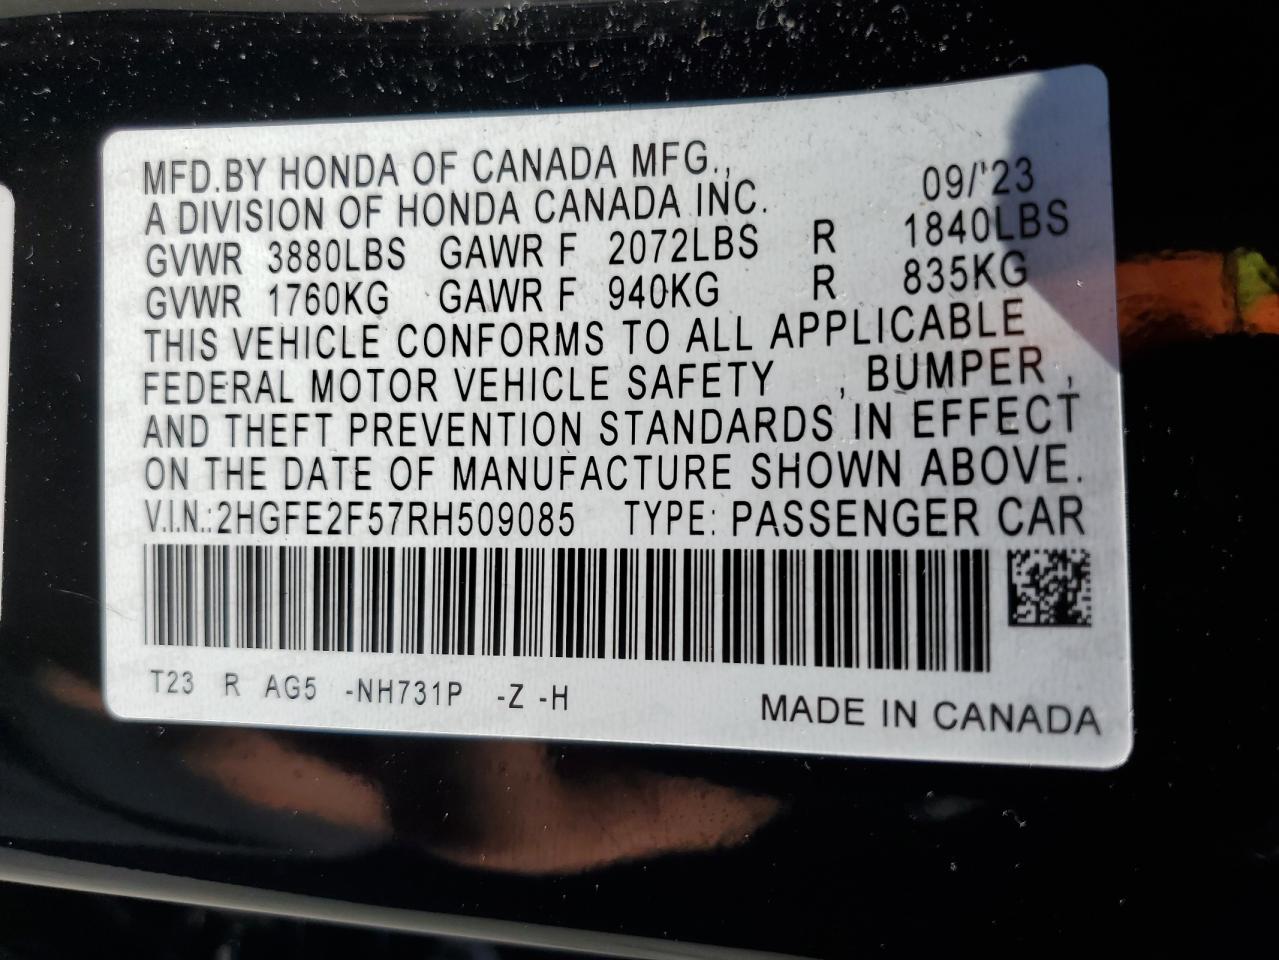 MFD.BY HONDA OF CANADA MFG., 09/'23
A DIVISION OF HONDA CANADA INC.
GVWR 3880LBS GAWR F 2072LBS R 1840LBS
GVWR 1760KG GAWR F 940KG R 835KG
THIS VEHICLE CONFORMS TO ALL APPLICABLE
FEDERAL MOTOR VEHICLE SAFETY , BUMPER ,
AND THEFT PREVENTION STANDARDS IN EFFECT
ON THE DATE OF MANUFACTURE SHOWN ABOVE.
V.I.N.:2HGFE2F57RH509085 TYPE: PASSENGER CAR
T23 R AG5 -NH731P -Z -H
MADE IN CANADA